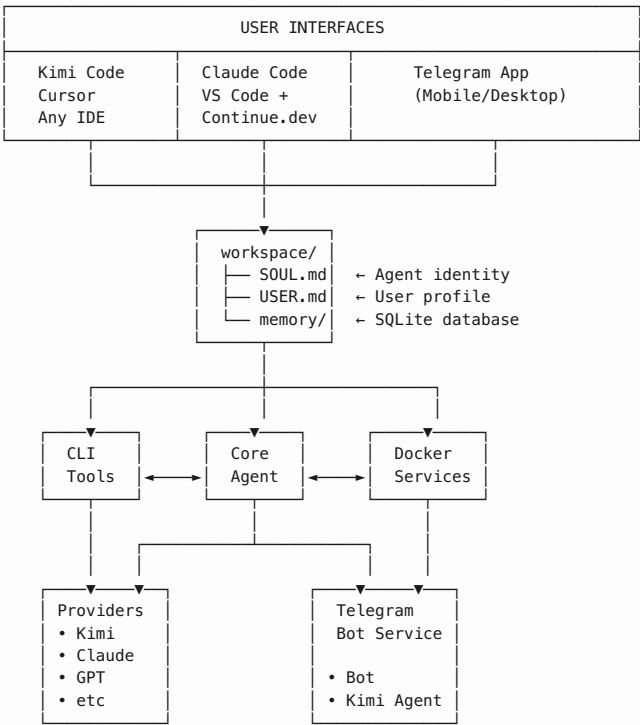 USER INTERFACES
Kimi Code
Cursor
Any IDE
Claude Code
VS Code +
Continue.dev
Telegram App
(Mobile/Desktop)
workspace/
SOUL.md ← Agent identity
USER.md ← User profile
memory/ ← SQLite database
CLI
Tools
Core
Agent
Docker
Services
Providers
• Kimi
• Claude
• GPT
• etc
Telegram
Bot Service
• Bot
• Kimi Agent